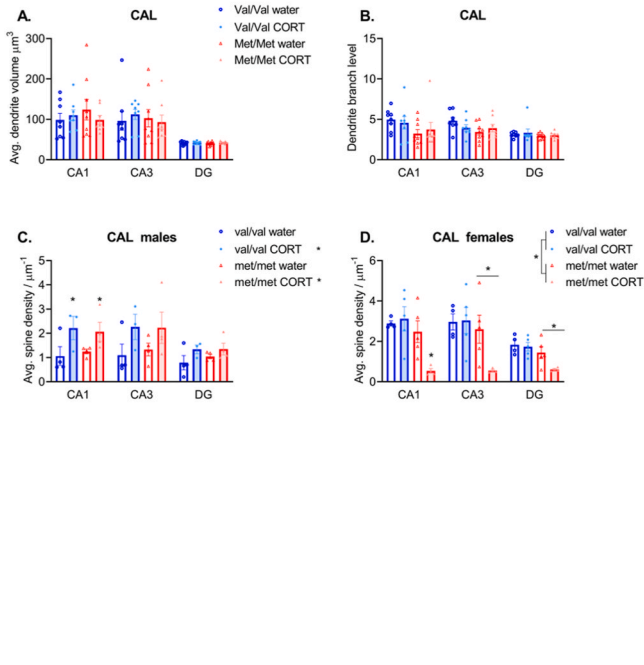 A.
CAL
Val/Val water
Val/Val CORT
Met/Met water
Met/Met CORT
Avg. dendrite volume µm³
300
200
100
0
CA1 CA3 DG
B.
CAL
Dendrite branch level
15
10
5
0
CA1 CA3 DG
C.
CAL males
val/val water
val/val CORT *
met/met water
met/met CORT *
Avg. spine density / µm⁻¹
5
4
3
2
1
0
* *
CA1 CA3 DG
D.
CAL females
val/val water
val/val CORT
met/met water
met/met CORT
*
Avg. spine density / µm⁻¹
6
4
2
0
* * *
CA1 CA3 DG